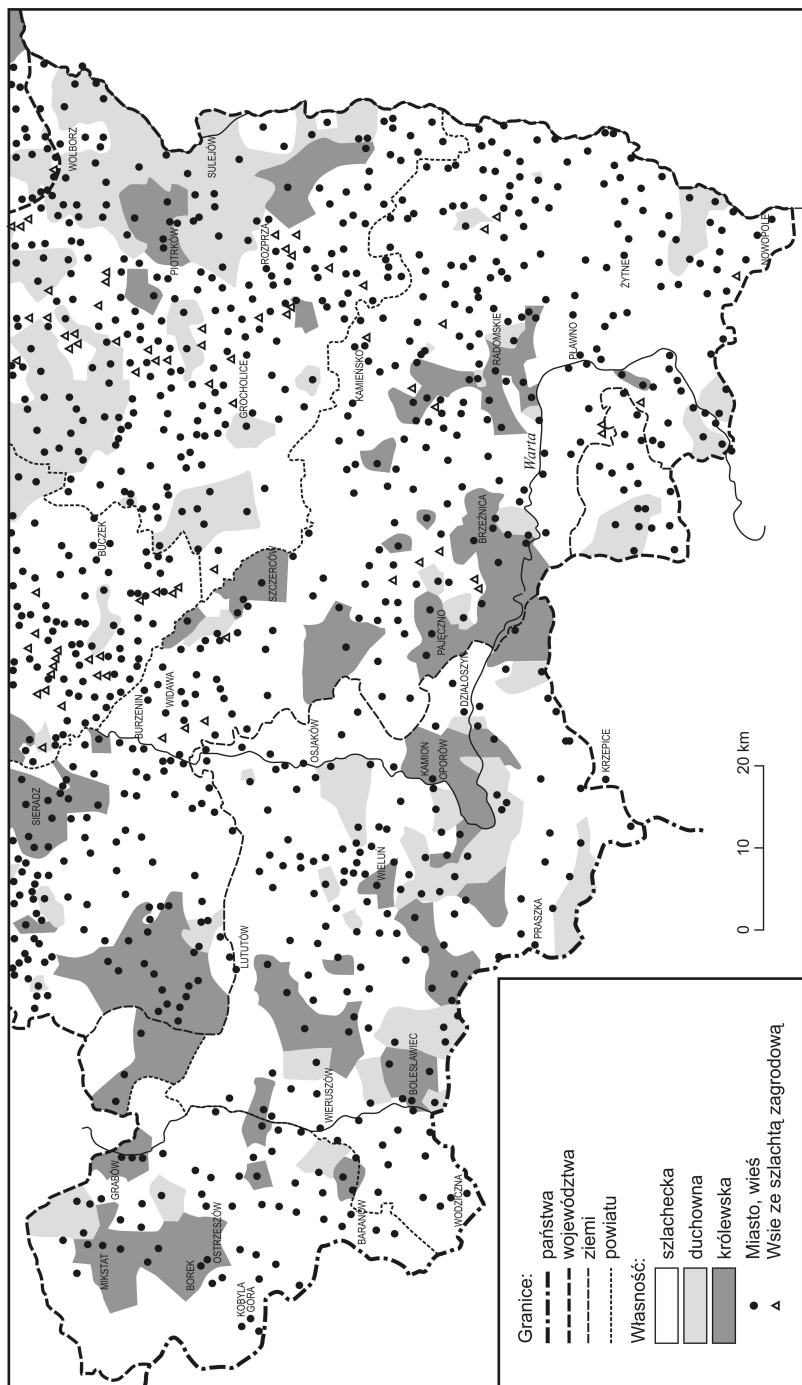 WOLBORZ
SULEJÓW
PIOTRKÓW
ROZPRZA
NOWOPOLE
ŻYTNE
RADOMSKIE
PŁAWNO
KAMIEŃSKO
GROCHOLICE
Warta
BRZEŹNICA
BUCZEK
SZCZERCÓW
PAJĘCZNO
DZIAŁOSZYN
BURZENIN
WIDAWA
OSJAKÓW
KAMION
OPORÓW
KRZEPICE
SIERADZ
WIELUŃ
PRASZKA
LUTUTÓW
BOLESŁAWIEC
WIERUSZÓW
GRABÓW
MIKSTAT
OSTRZESZÓW
BOREK
KOBYLA
GÓRA
BARANÓW
WODZICZNA
0 10 20 km
Granice:
państwa
województwa
ziemi
powiatu
Własność:
szlachecka
duchowna
królewska
Miasto, wieś
Wsie ze szlachtą zagrodową